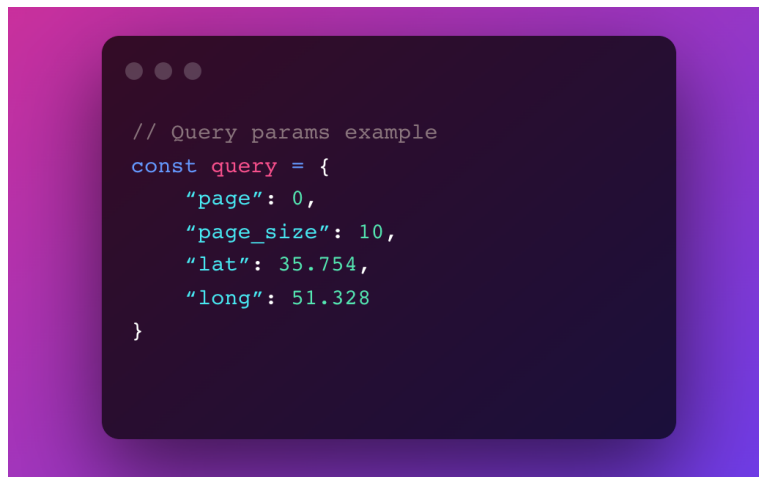 // Query params example
const query = {
    “page”: 0,
    “page_size”: 10,
    “lat”: 35.754,
    “long”: 51.328
}